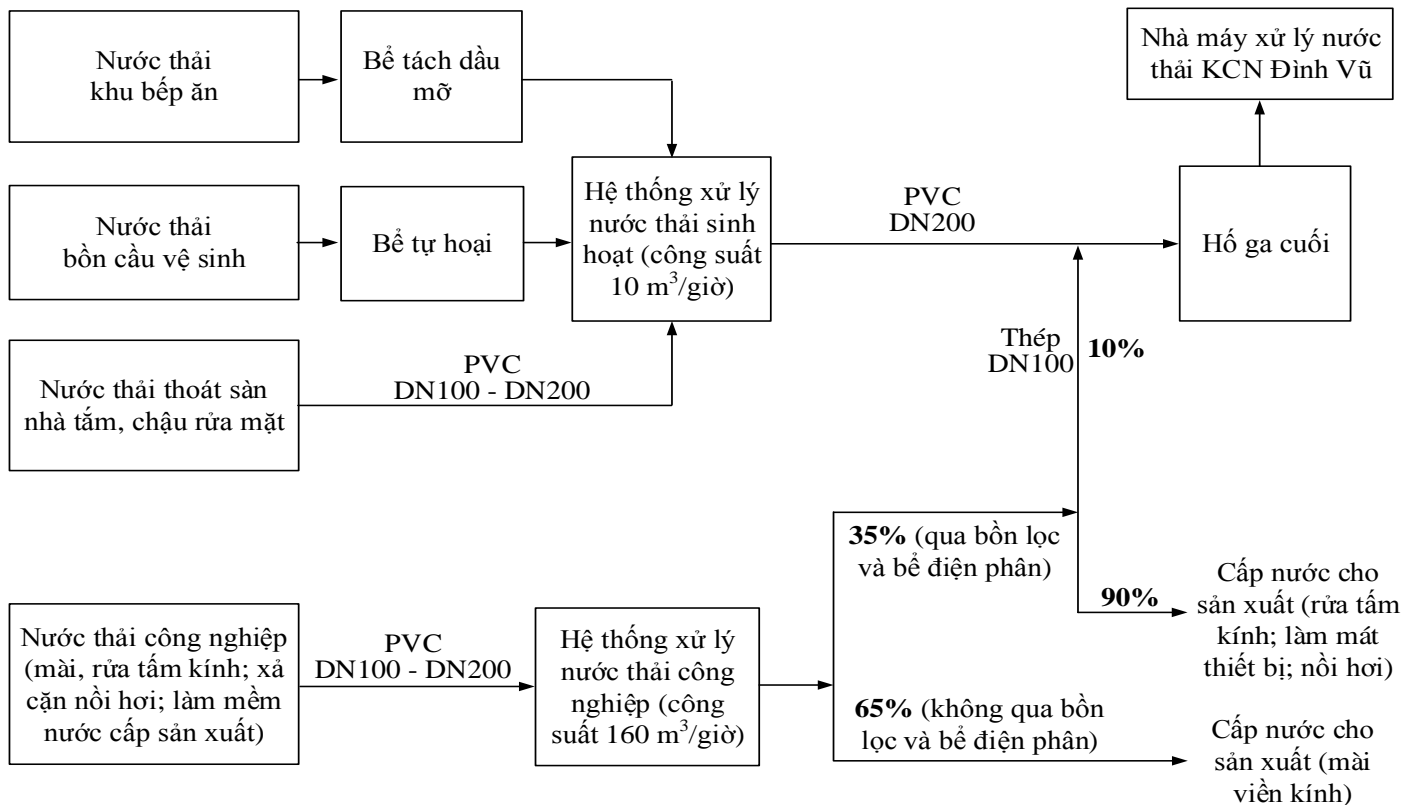 Nước thải
khu bếp ăn
Bể tách dầu
mỡ
Nhà máy xử lý nước
thải KCN Đình Vũ
Nước thải
bồn cầu vệ sinh
Bể tự hoại
Hệ thống xử lý
nước thải sinh
hoạt (công suất
10 m³/giờ)
PVC
DN200
Hố ga cuối
Nước thải thoát sàn
nhà tắm, chậu rửa mặt
PVC
DN100 - DN200
Thép
DN100
10%
35% (qua bồn lọc
và bể điện phân)
90%
Cấp nước cho
sản xuất (rửa tấm
kính; làm mát
thiết bị; nồi hơi)
Nước thải công nghiệp
(mài, rửa tấm kính; xả
cặn nồi hơi; làm mềm
nước cấp sản xuất)
PVC
DN100 - DN200
Hệ thống xử lý
nước thải công
nghiệp (công
suất 160 m³/giờ)
65% (không qua bồn
lọc và bể điện phân)
Cấp nước cho
sản xuất (mài
viền kính)